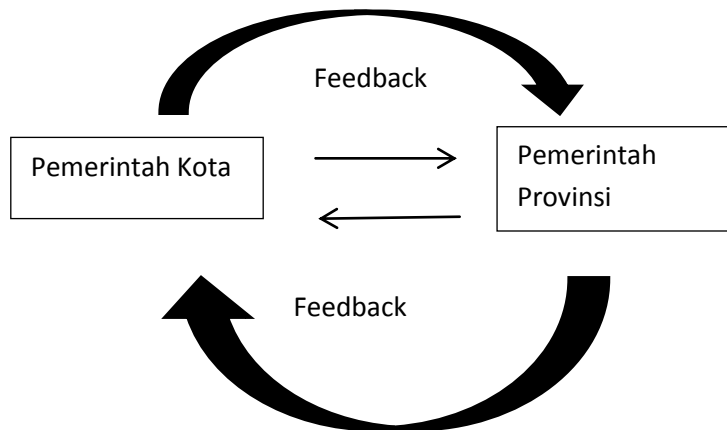 Feedback
Pemerintah Kota
Pemerintah
Provinsi
Feedback